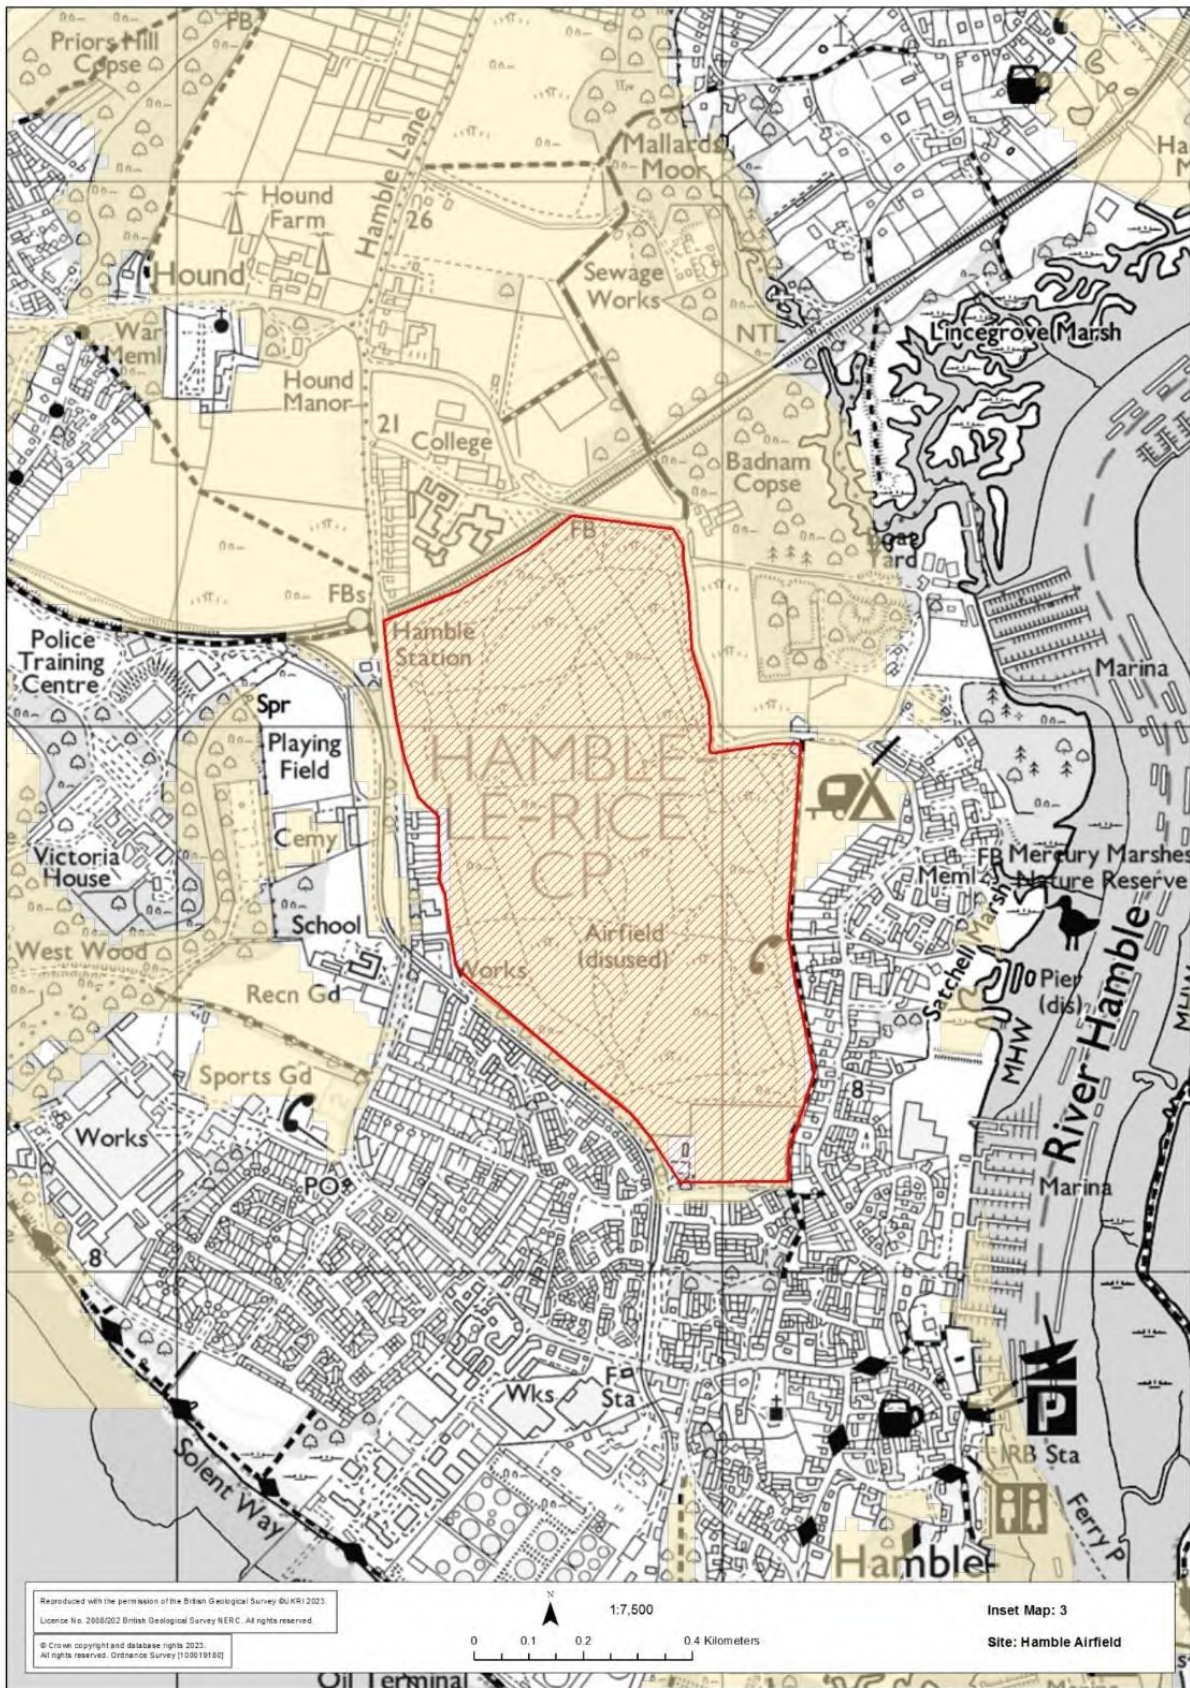 Priors Hill
Copse
FB
Hamble Lane
Mallards
Moor
Hound
Farm
26
Hound
Sewage
Works
NTL
Lincegrove Marsh
War
Meml
Hound
Manor
21
College
Badnam
Copse
FB
Yard
FBs
Hamble
Station
Police
Training
Centre
Marina
Spr
Playing
Field
HAMBLE-
LE-RICE
CP
Cemy
Victoria
House
FB
Meml
Mercury Marshes
Nature Reserve
School
Airfield
(disused)
Satchell Marsh
West Wood
Works
Recn Gd
Pier
(dis)
River Hamble
MHW
MHW
Sports Gd
8
Works
PO
Marina
8
Wks
F
Sta
P
IRB Sta
Solent Way
Ferry P
Hamble-
Reproduced with the permission of the British Geological Survey ©UKRI 2023.
Licence No. 2008/202 British Geological Survey NERC. All rights reserved.
© Crown copyright and database rights 2023.
All rights reserved. Ordnance Survey [100019180]
N
1:7,500
0 0.1 0.2 0.4 Kilometers
Inset Map: 3
Site: Hamble Airfield
Oil Terminal